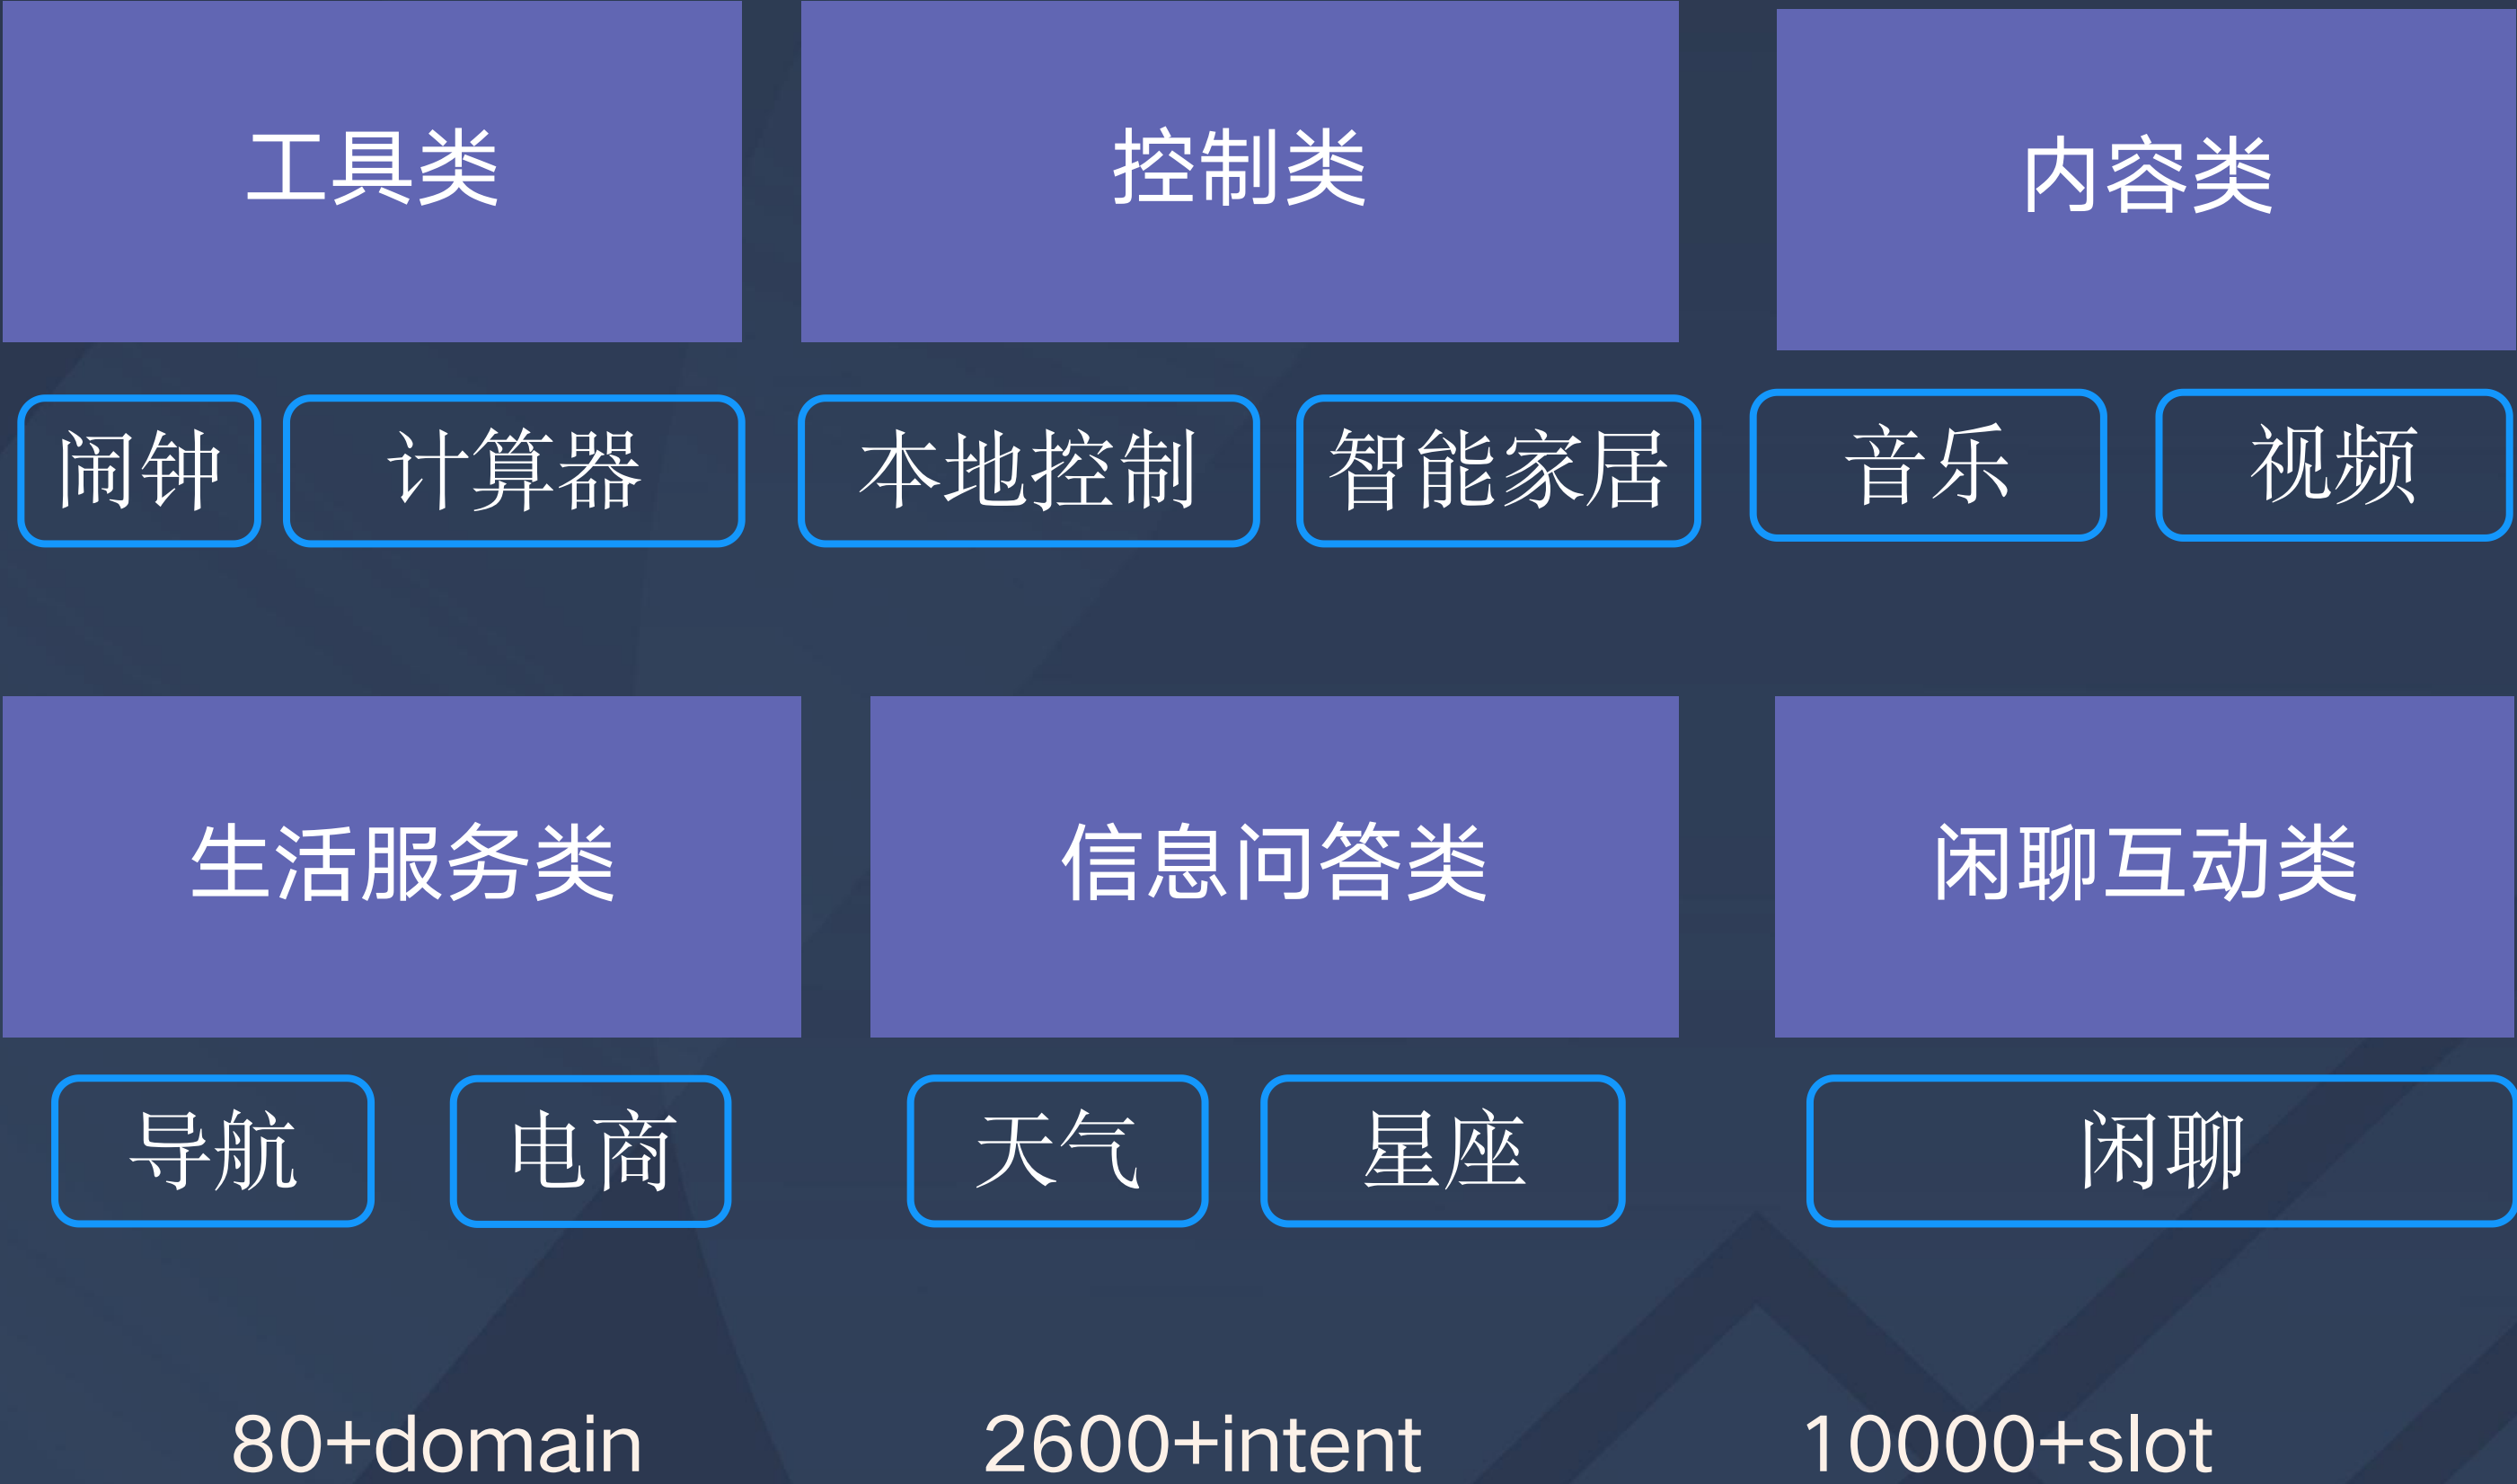 工具类 控制类 内容类
闹钟 计算器 本地控制 智能家居 音乐 视频
生活服务类 信息问答类 闲聊互动类
导航 电商 天气 星座 闲聊
80+domain 2600+intent 10000+slot